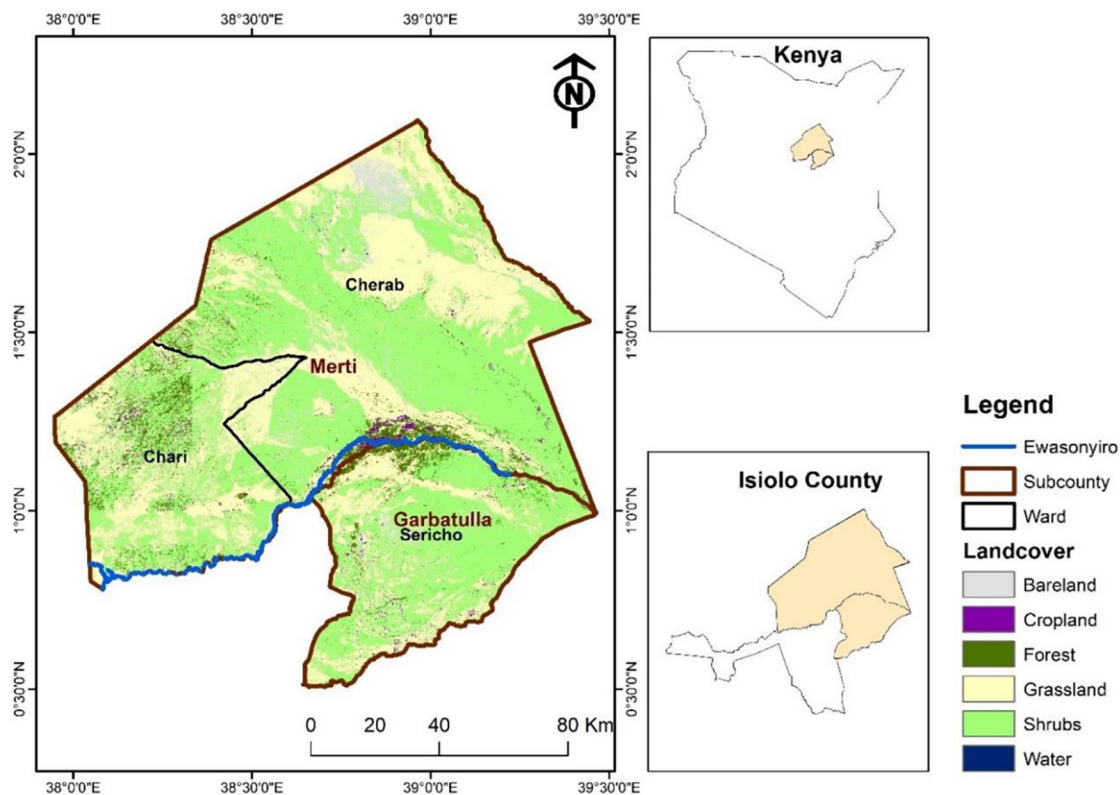 38°0'0"E 38°30'0"E 39°0'0"E 39°30'0"E
N
2°0'0"N
2°0'0"N
Cherab
1°30'0"N
1°30'0"N
Merti
Chari
1°0'0"N
1°0'0"N
Garbatulla
Sericho
0°30'0"N
0°30'0"N
0 20 40 80 Km
38°0'0"E 38°30'0"E 39°0'0"E 39°30'0"E
Kenya
Isiolo County
Legend
Ewasonyiro
Subcounty
Ward
Landcover
Bareland
Cropland
Forest
Grassland
Shrubs
Water